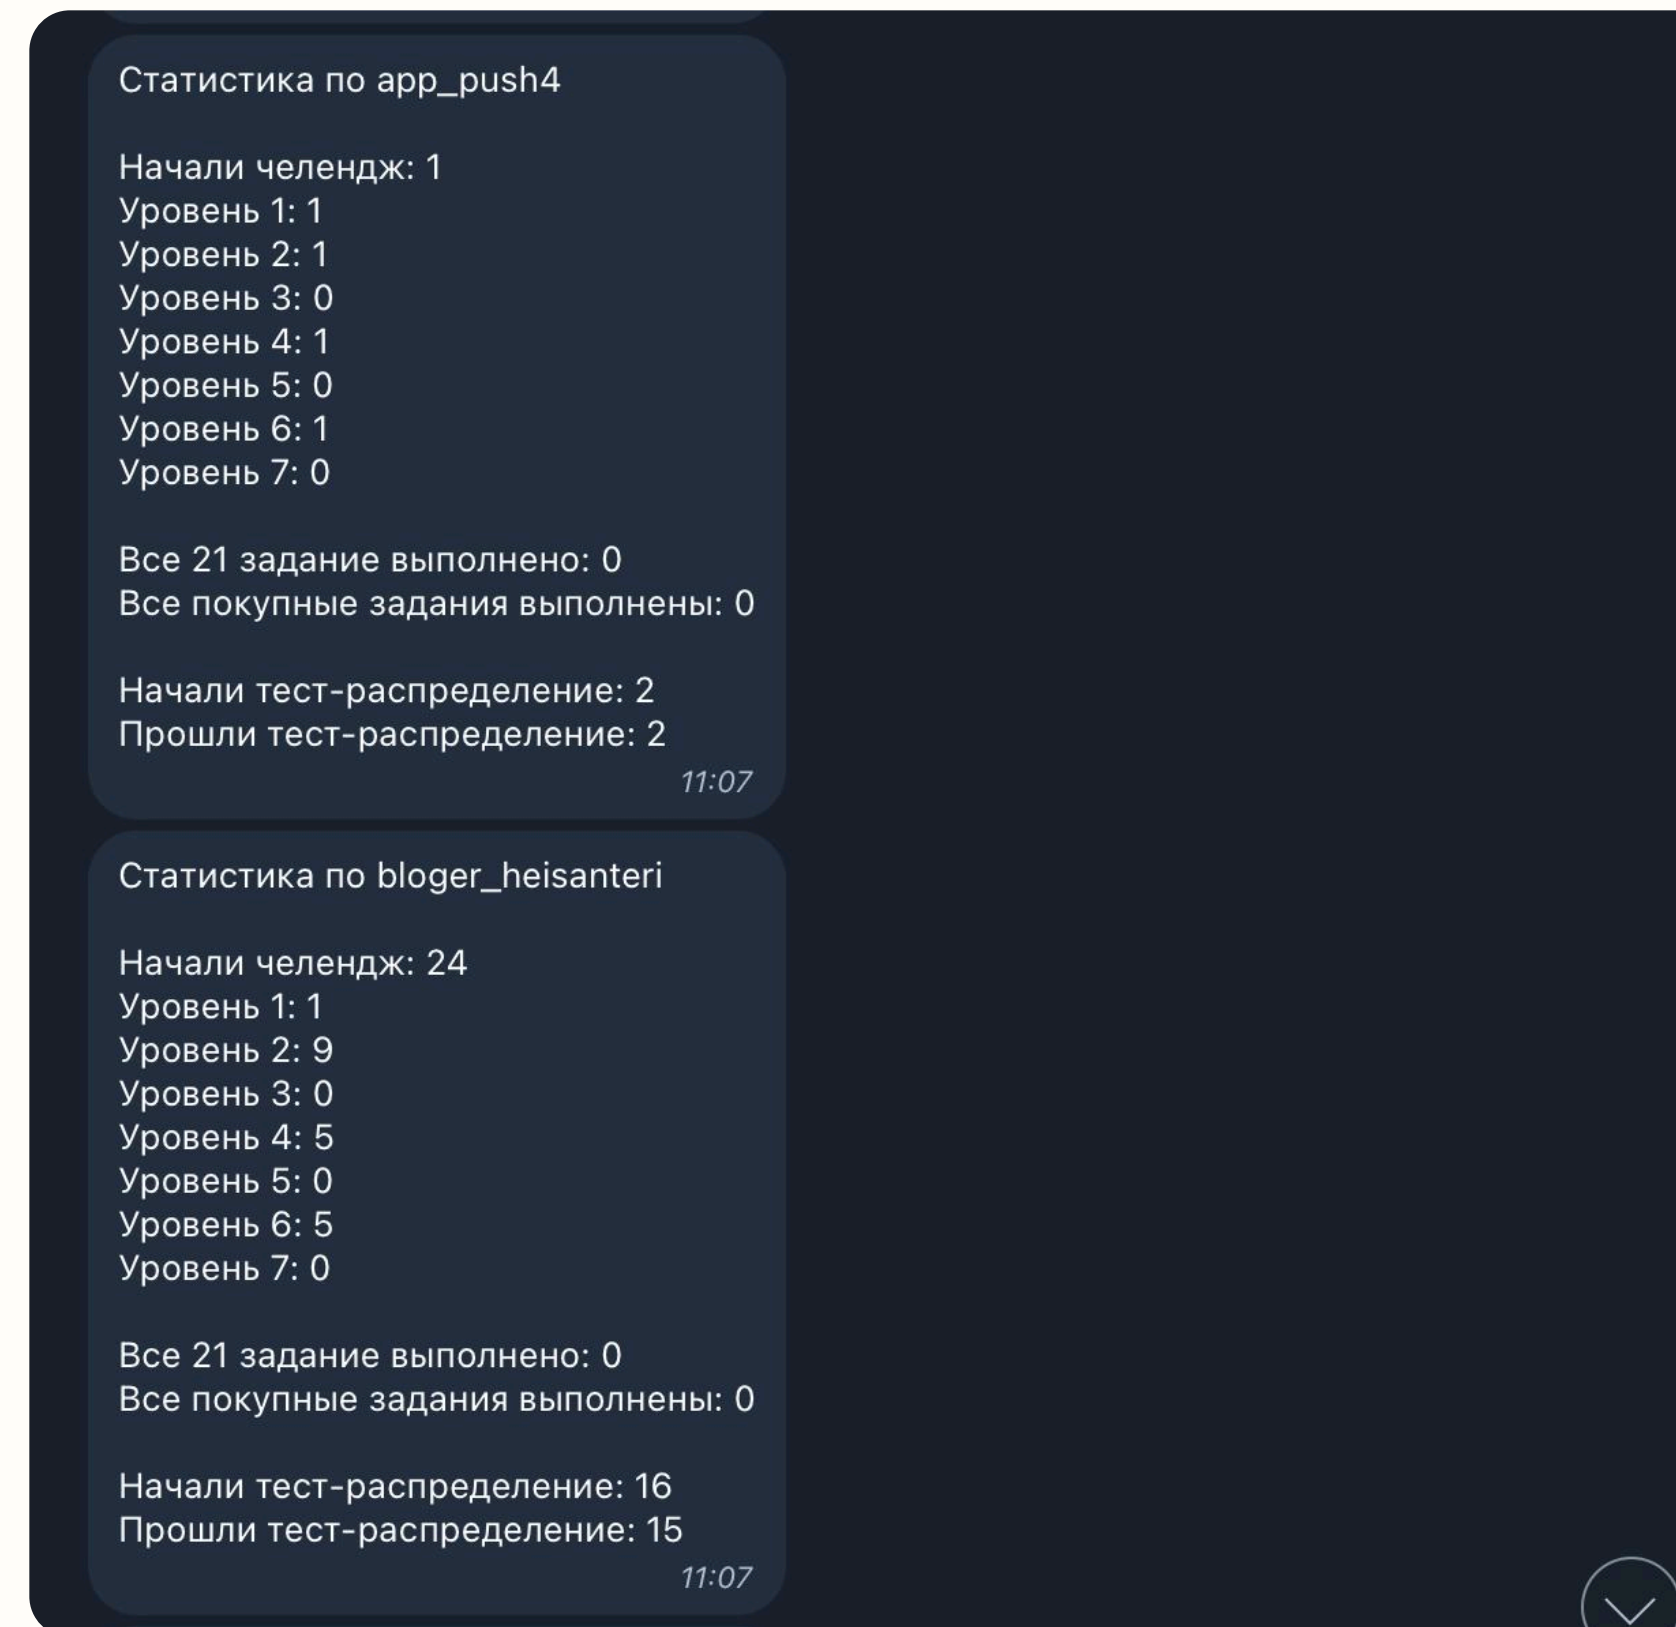 Статистика по app_push4
Начали челендж: 1
Уровень 1: 1
Уровень 2: 1
Уровень 3: 0
Уровень 4: 1
Уровень 5: 0
Уровень 6: 1
Уровень 7: 0
Все 21 задание выполнено: 0
Все покупные задания выполнены: 0
Начали тест-распределение: 2
Прошли тест-распределение: 2
11:07
Статистика по bloger_heisanteri
Начали челендж: 24
Уровень 1: 1
Уровень 2: 9
Уровень 3: 0
Уровень 4: 5
Уровень 5: 0
Уровень 6: 5
Уровень 7: 0
Все 21 задание выполнено: 0
Все покупные задания выполнены: 0
Начали тест-распределение: 16
Прошли тест-распределение: 15
11:07